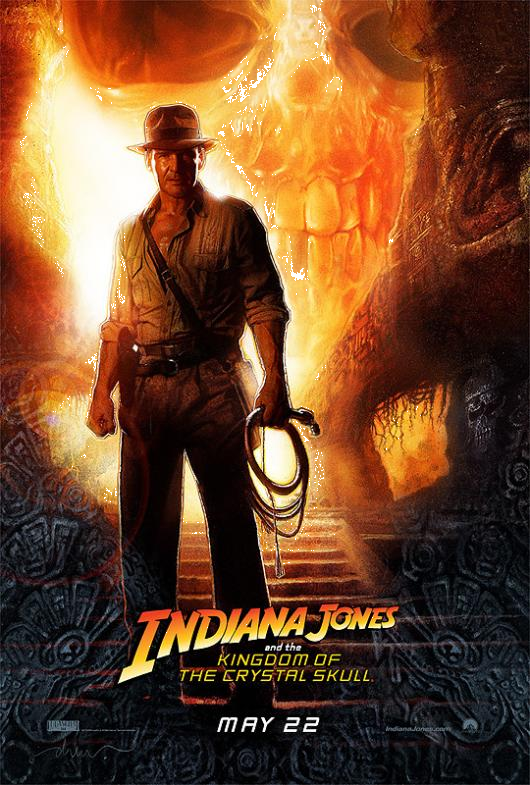 INDIANA JONES
and the
KINGDOM OF
THE CRYSTAL SKULL
MAY 22
IndianaJones.com